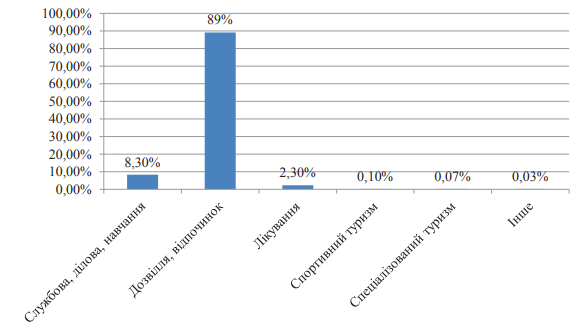 100,00%
90,00%
80,00%
70,00%
60,00%
50,00%
40,00%
30,00%
20,00%
10,00%
0,00%
8,30%
89%
2,30%
0,10%
0,07%
0,03%
Службова, ділова, навчання
Дозвілля, відпочинок
Лікування
Спортивний туризм
Спеціалізований туризм
Інше